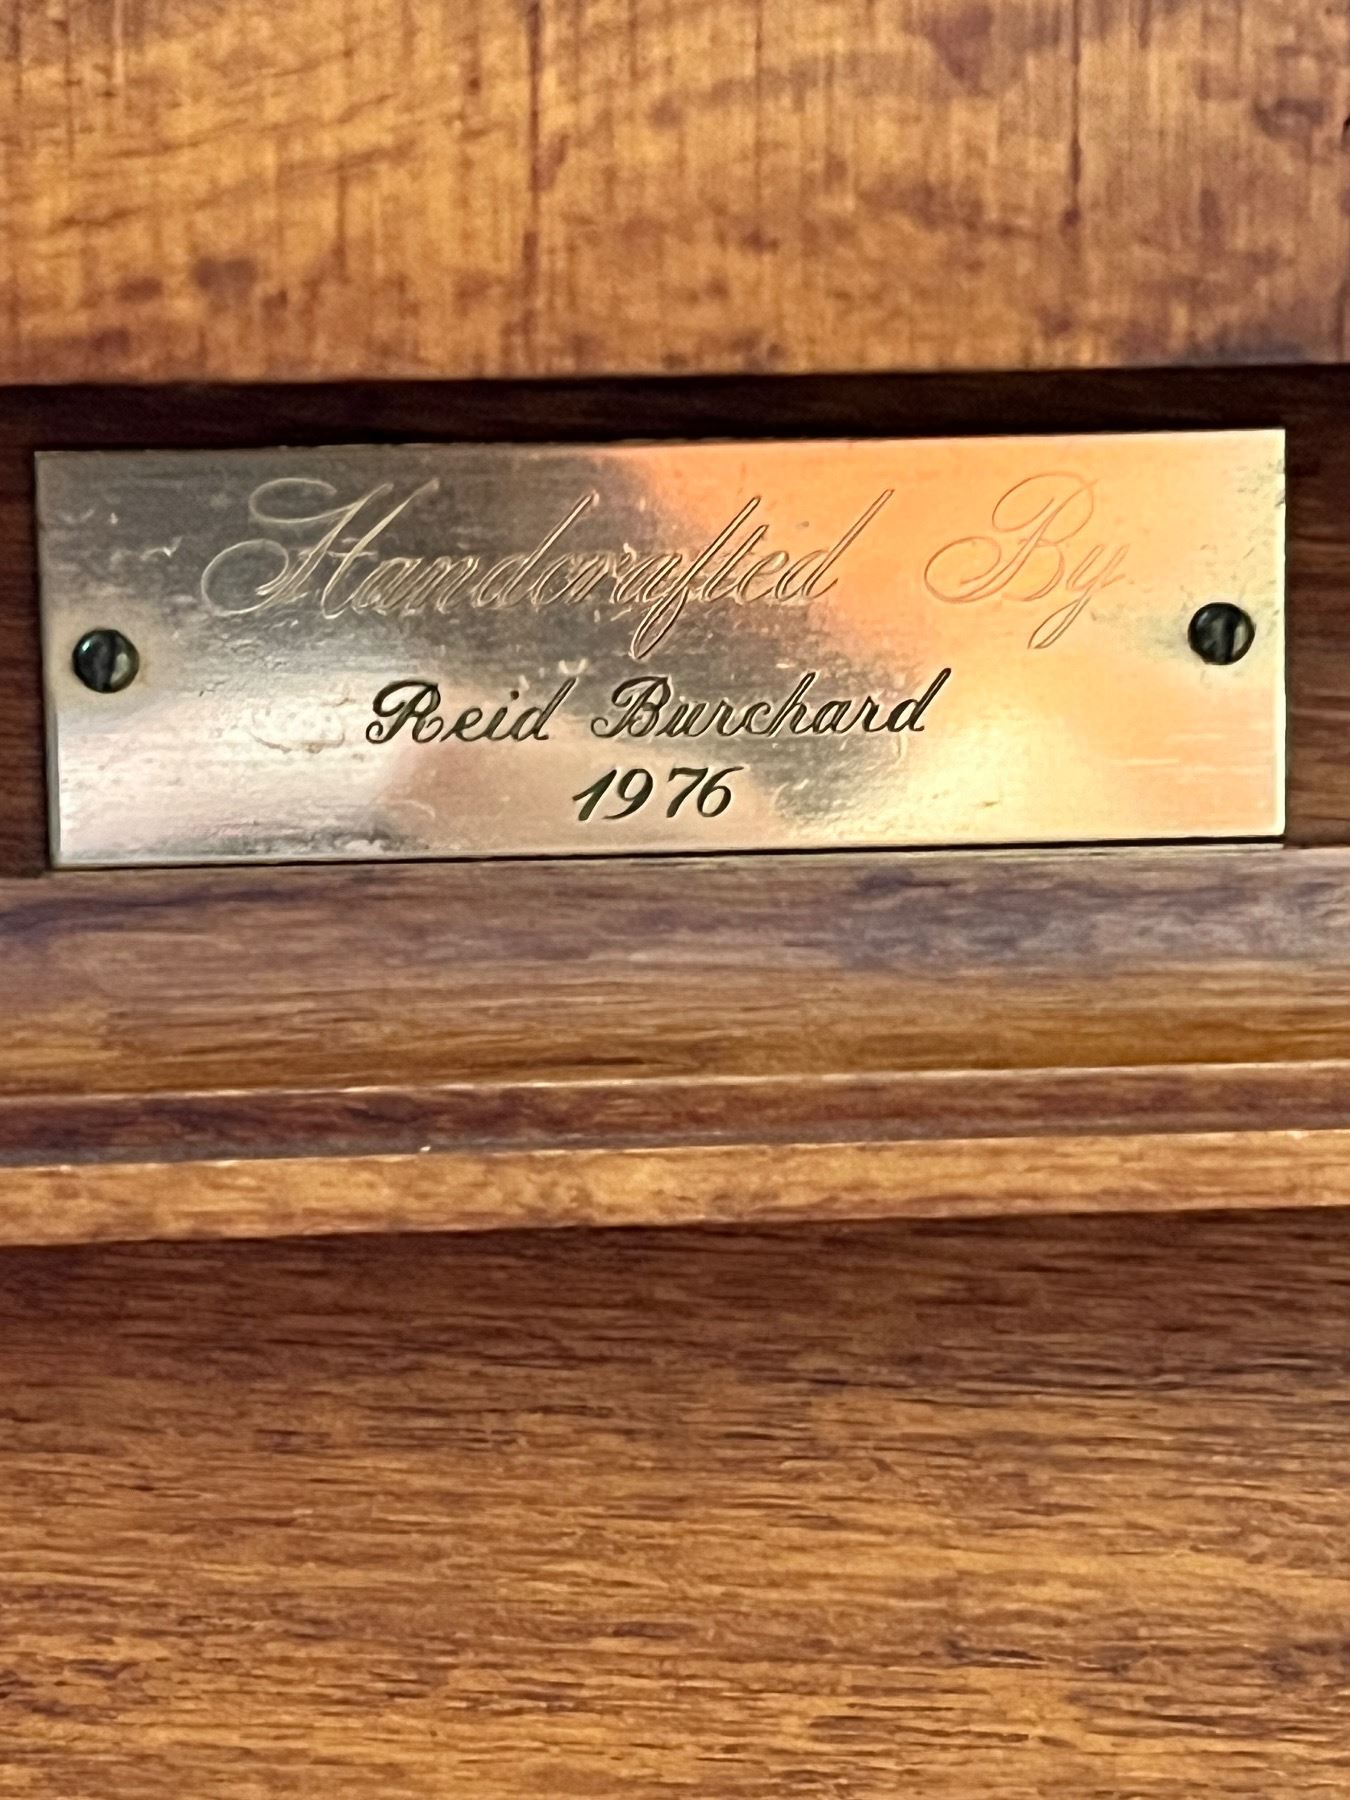 Handcrafted By
Reid Burchard
1976